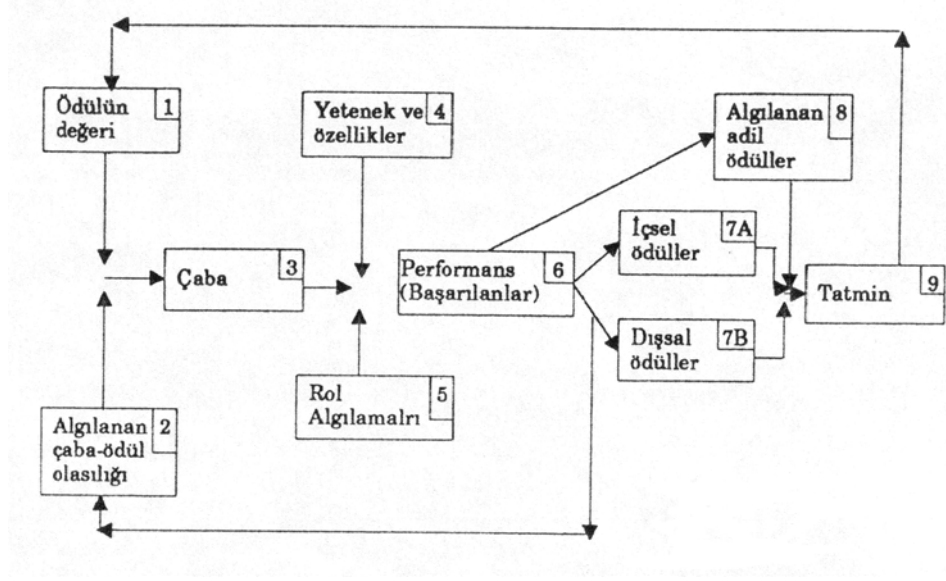 Ödülün 1
değeri
Yetenek ve 4
özellikler
Algılanan 8
adil
ödüller
Çaba 3
Performans 6
(Başarılanlar)
İçsel 7A
ödüller
Tatmin 9
Dışsal 7B
ödüller
Rol 5
Algılamalrı
Algılanan 2
çaba-ödül
olasılığı